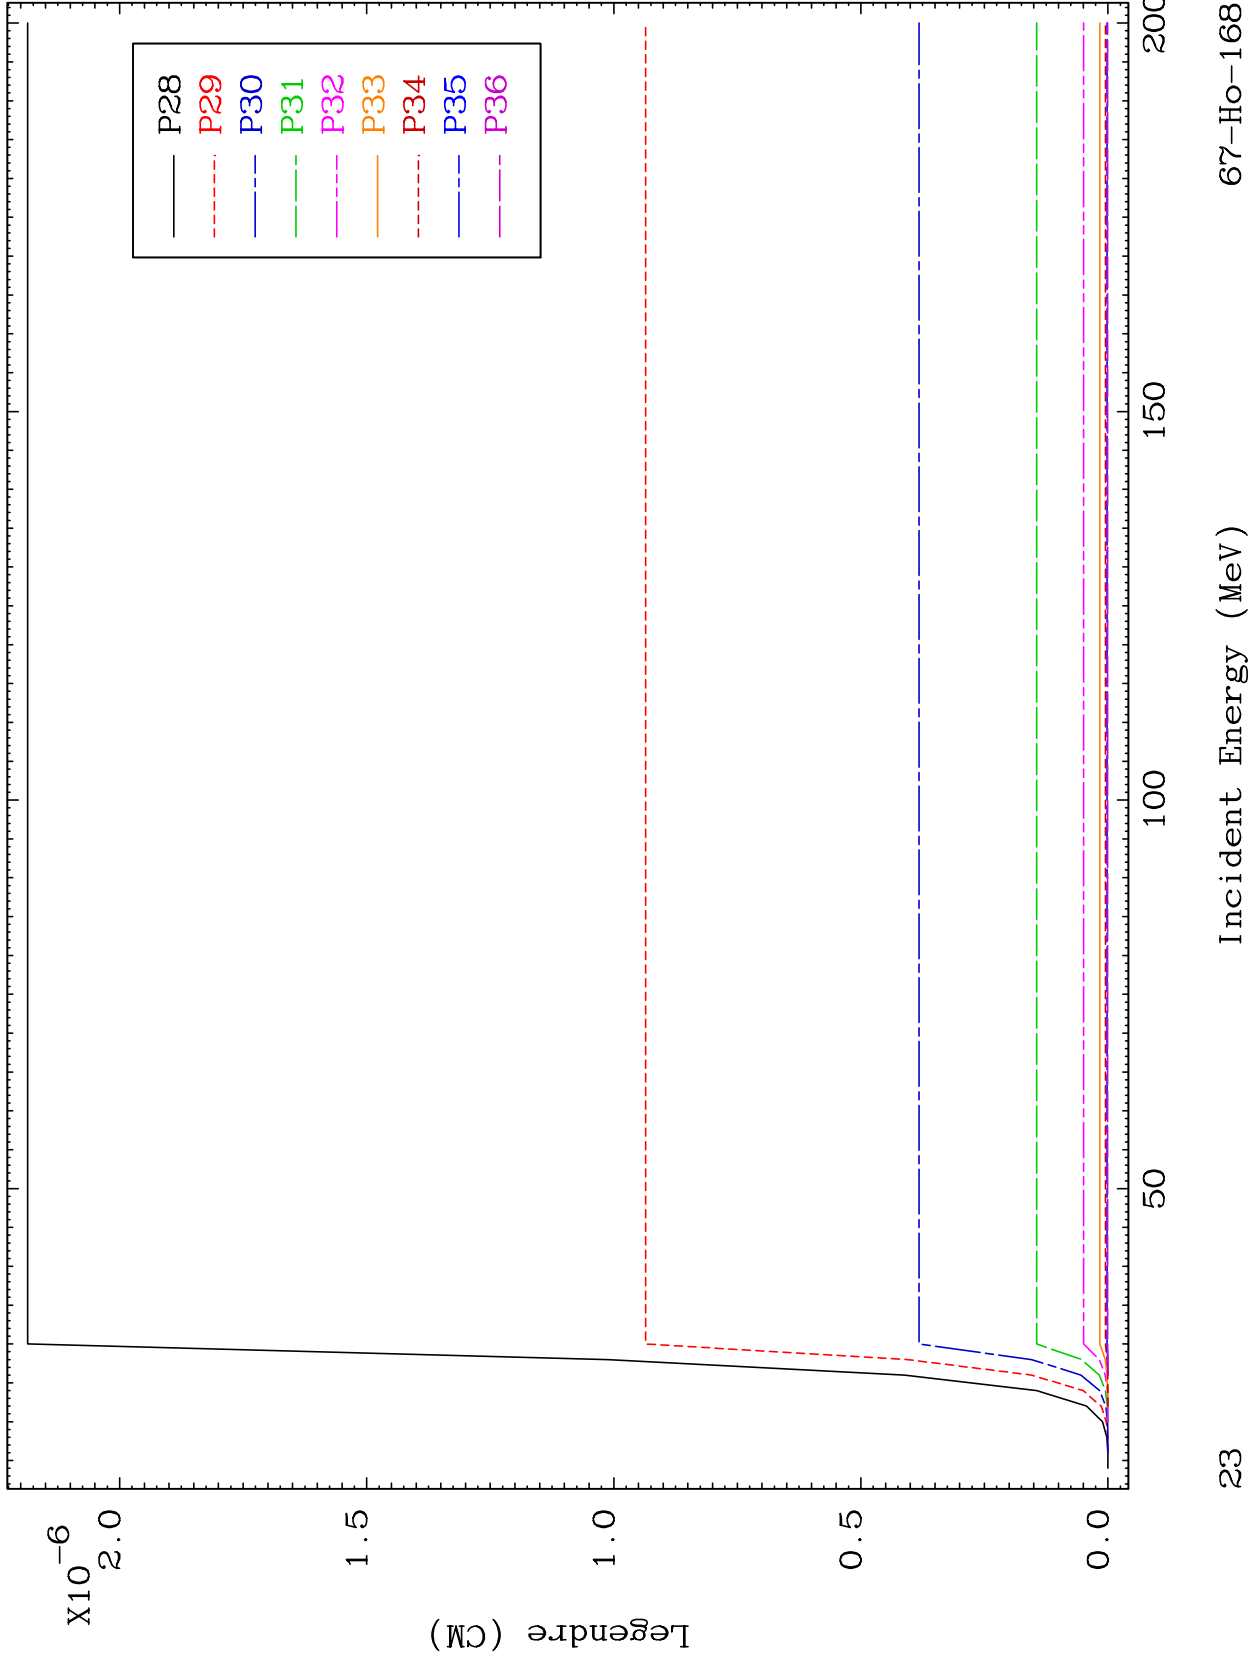 X10-6
2.0
1.5
1.0
0.5
0.0
Legendre (CM)
P28
P29
P30
P31
P32
P33
P34
P35
P36
50
100
150
200
Incident Energy (MeV)
23
67-Ho-168